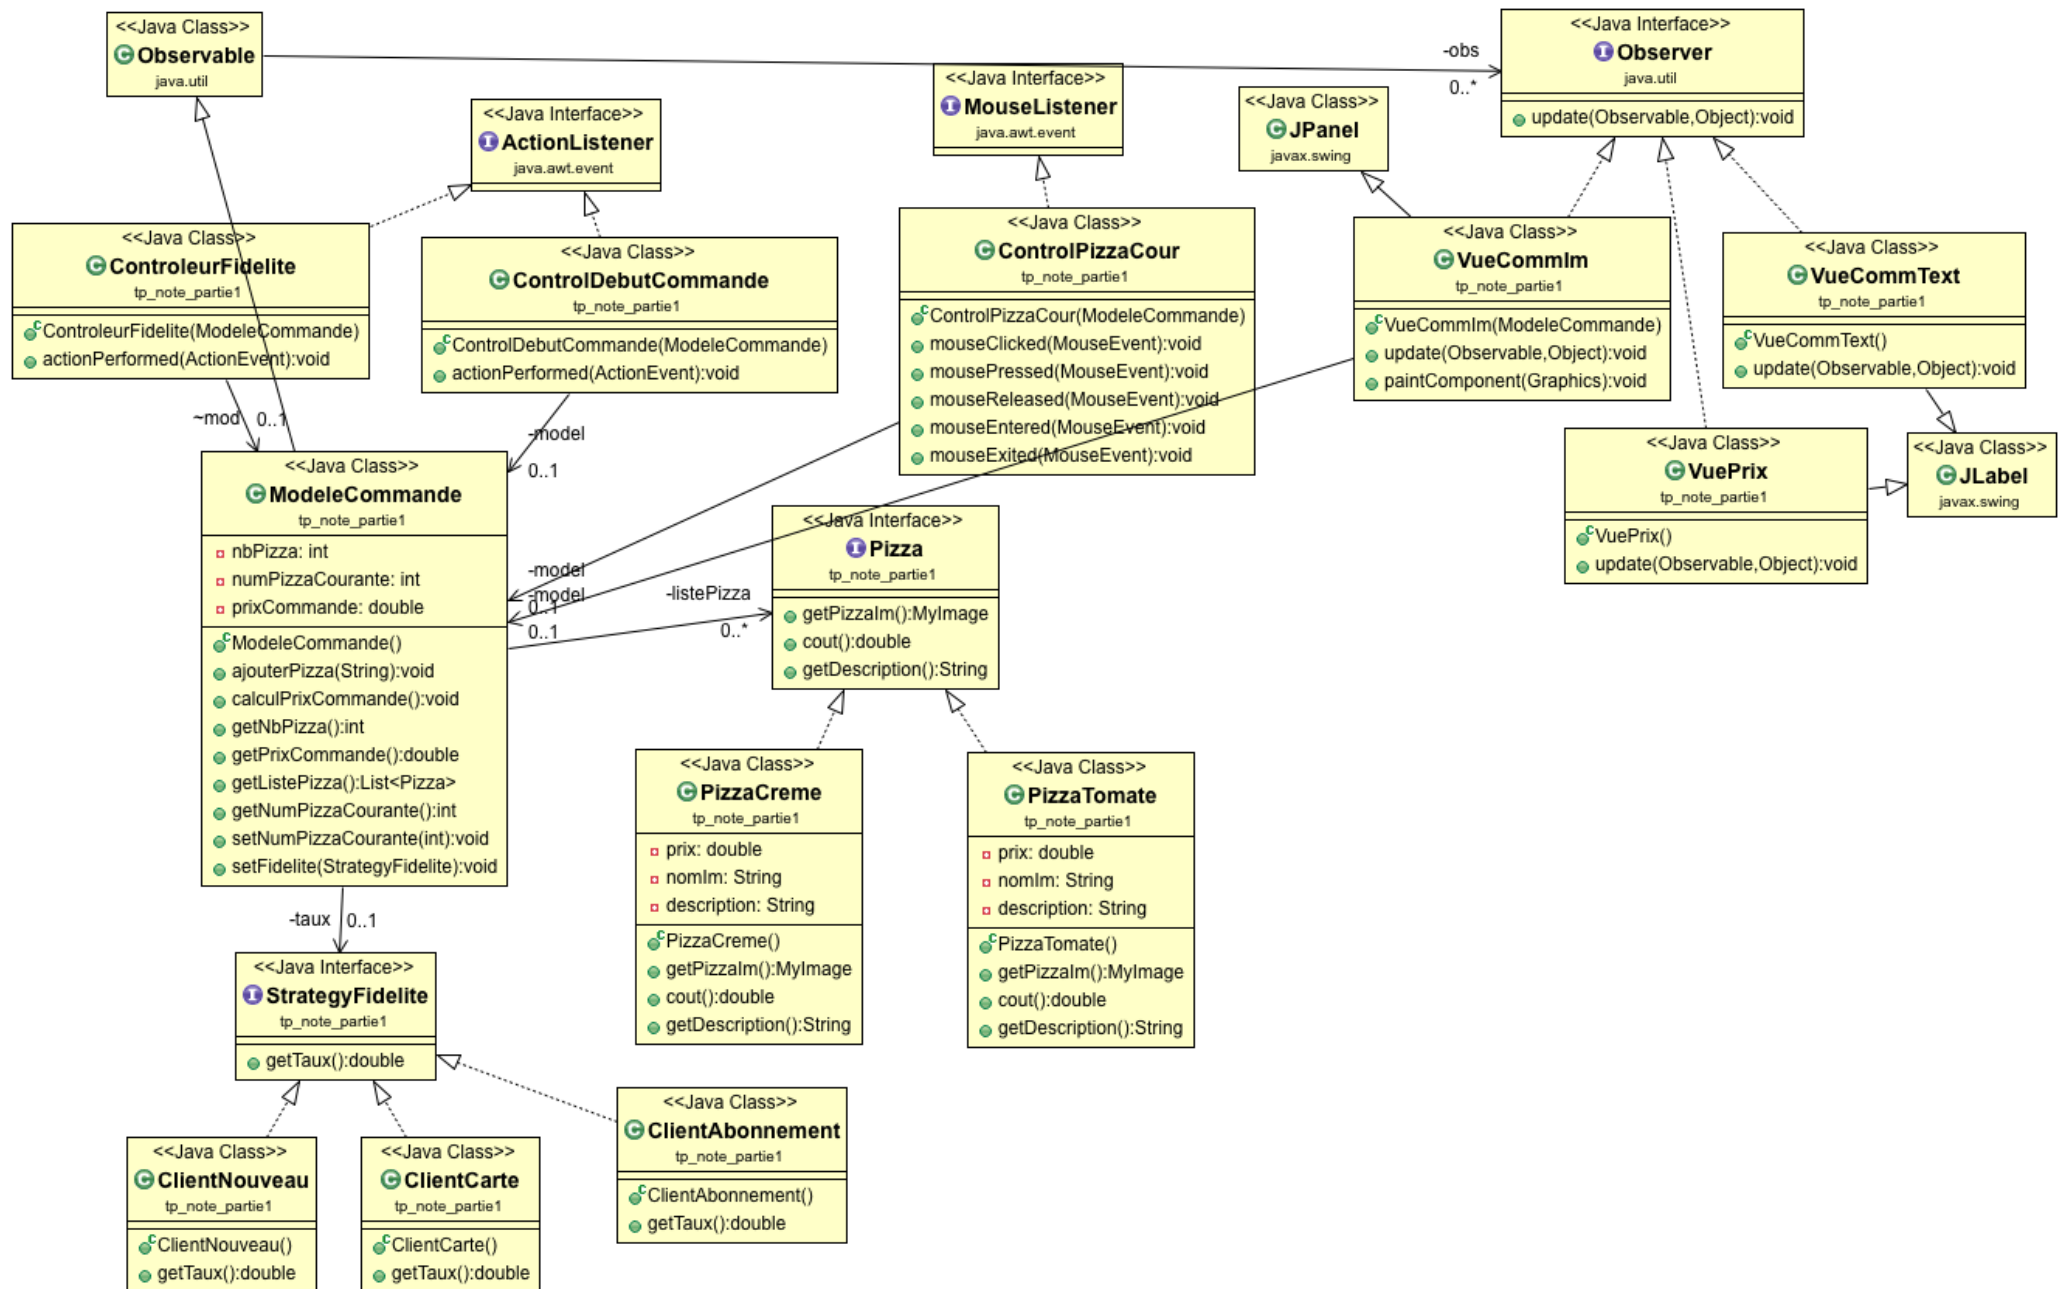 <<Java Class>>
Observable
java.util
-obs
0..*
<<Java Interface>>
Observer
java.util
update(Observable,Object):void
<<Java Interface>>
ActionListener
java.awt.event
<<Java Interface>>
MouseListener
java.awt.event
<<Java Class>>
JPanel
javax.swing
<<Java Class>>
ControleurFidelite
tp_note_partie1
ControleurFidelite(ModeleCommande)
actionPerformed(ActionEvent):void
<<Java Class>>
ControlDebutCommande
tp_note_partie1
ControlDebutCommande(ModeleCommande)
actionPerformed(ActionEvent):void
<<Java Class>>
ControlPizzaCour
tp_note_partie1
ControlPizzaCour(ModeleCommande)
mouseClicked(MouseEvent):void
mousePressed(MouseEvent):void
mouseReleased(MouseEvent):void
mouseEntered(MouseEvent):void
mouseExited(MouseEvent):void
<<Java Class>>
VueCommIm
tp_note_partie1
VueCommIm(ModeleCommande)
update(Observable,Object):void
paintComponent(Graphics):void
<<Java Class>>
VueCommText
tp_note_partie1
VueCommText()
update(Observable,Object):void
<<Java Class>>
VuePrix
tp_note_partie1
VuePrix()
update(Observable,Object):void
<<Java Class>>
JLabel
javax.swing
~mod
0..1
-model
0..1
<<Java Class>>
ModeleCommande
tp_note_partie1
nbPizza: int
numPizzaCourante: int
prixCommande: double
ModeleCommande()
ajouterPizza(String):void
calculPrixCommande():void
getNbPizza():int
getPrixCommande():double
getListePizza():List<Pizza>
getNumPizzaCourante():int
setNumPizzaCourante(int):void
setFidelite(StrategyFidelite):void
-model
-model
0..1
0..1
-listePizza
0..*
<<Java Interface>>
Pizza
tp_note_partie1
getPizzaIm():MyImage
cout():double
getDescription():String
<<Java Class>>
PizzaCreme
tp_note_partie1
prix: double
nomIm: String
description: String
PizzaCreme()
getPizzaIm():MyImage
cout():double
getDescription():String
<<Java Class>>
PizzaTomate
tp_note_partie1
prix: double
nomIm: String
description: String
PizzaTomate()
getPizzaIm():MyImage
cout():double
getDescription():String
-taux
0..1
<<Java Interface>>
StrategyFidelite
tp_note_partie1
getTaux():double
<<Java Class>>
ClientNouveau
tp_note_partie1
ClientNouveau()
getTaux():double
<<Java Class>>
ClientCarte
tp_note_partie1
ClientCarte()
getTaux():double
<<Java Class>>
ClientAbonnement
tp_note_partie1
ClientAbonnement()
getTaux():double